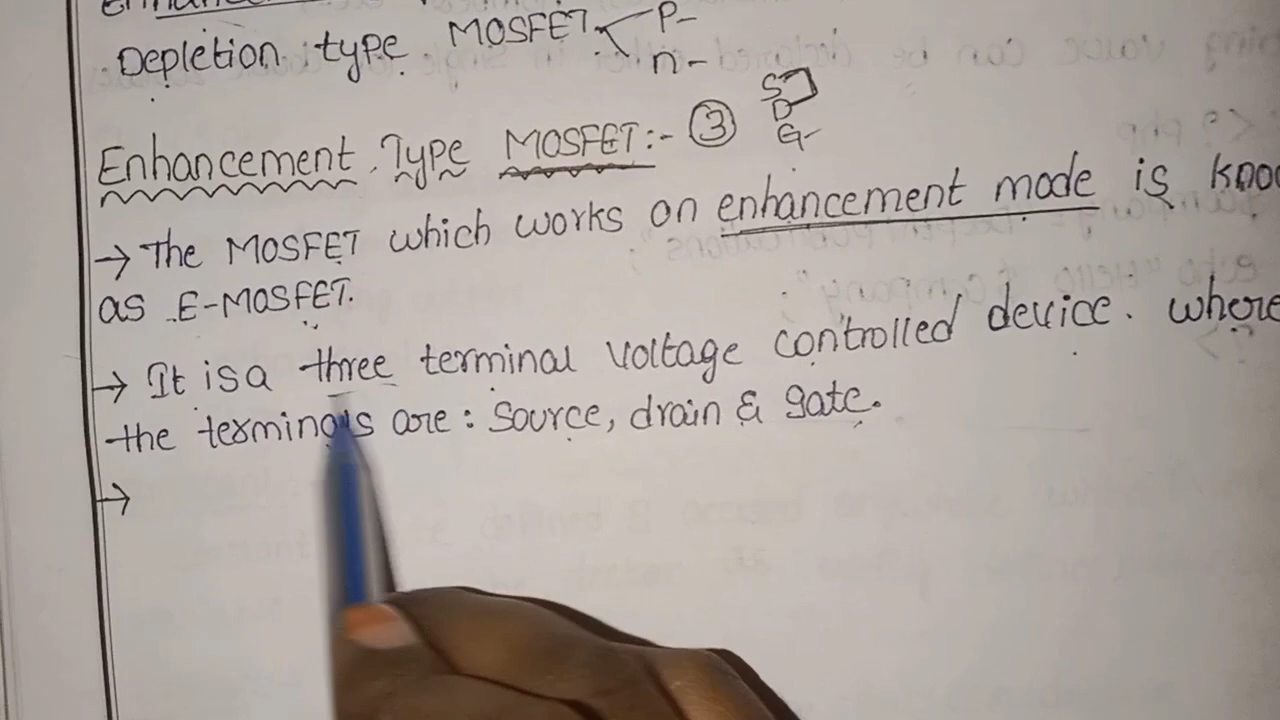 Depletion type MOSFET P-
n-
Enhancement Type MOSFET:- ③ S
D
G-
→ The MOSFET which works on enhancement mode is
as E-MOSFET.
→ It is a three terminal voltage controlled device. where
the terminals are: Source, drain & gate.
→